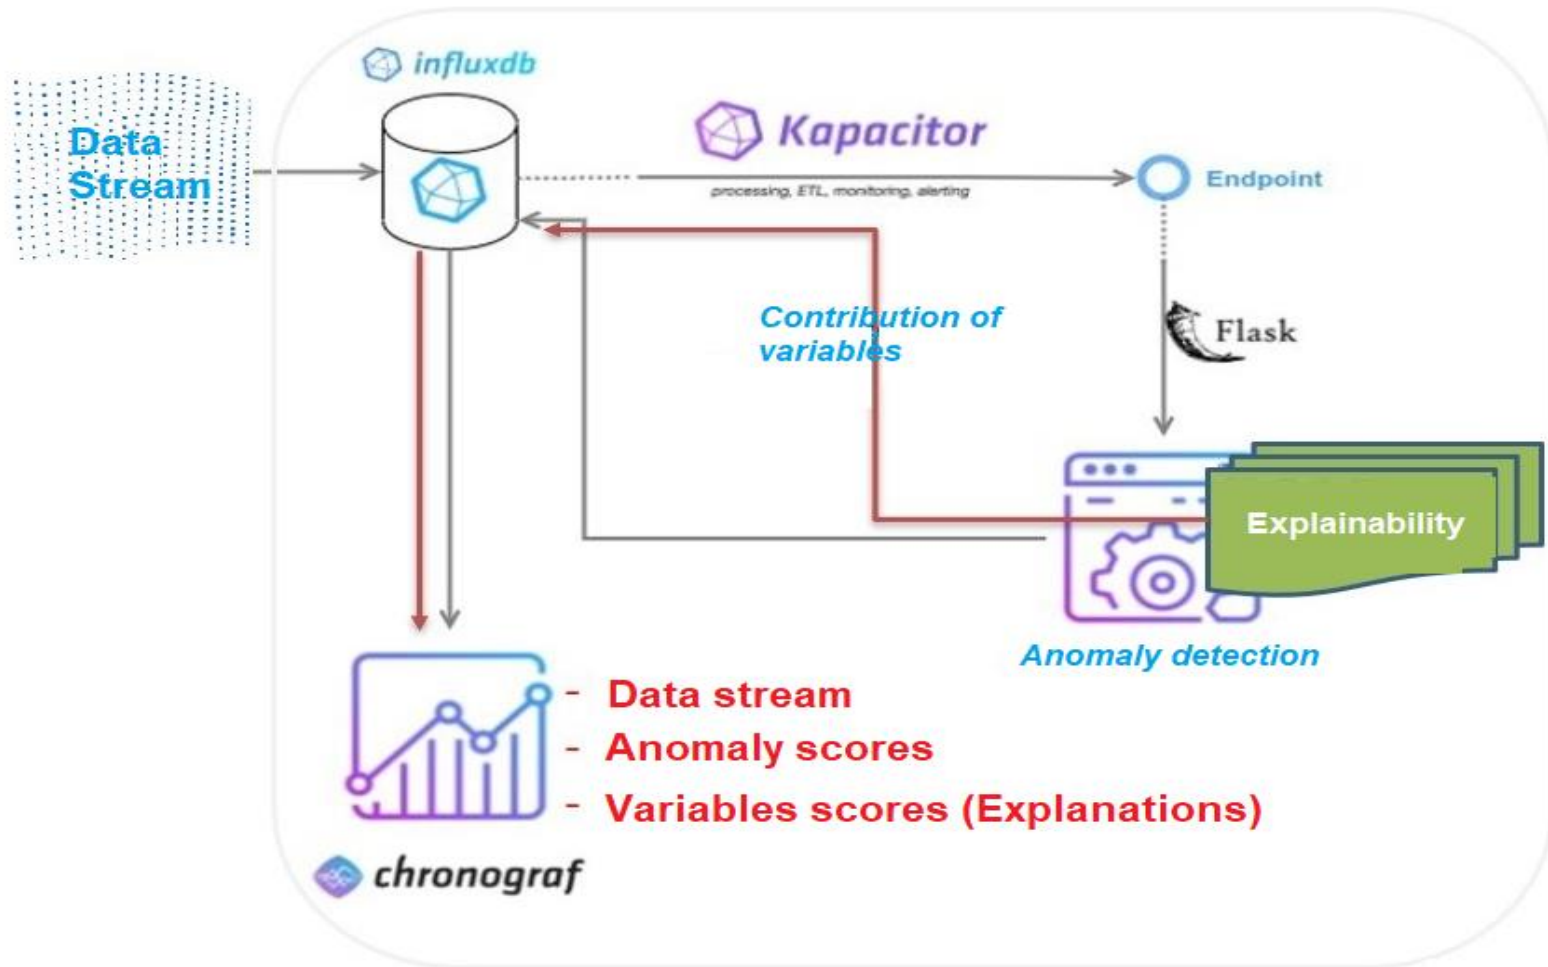 influxdb
Data
Stream
Kapacitor
processing, ETL, monitoring, alerting
Endpoint
Contribution of
variables
Flask
Explainability
Anomaly detection
- Data stream
- Anomaly scores
- Variables scores (Explanations)
chronograf